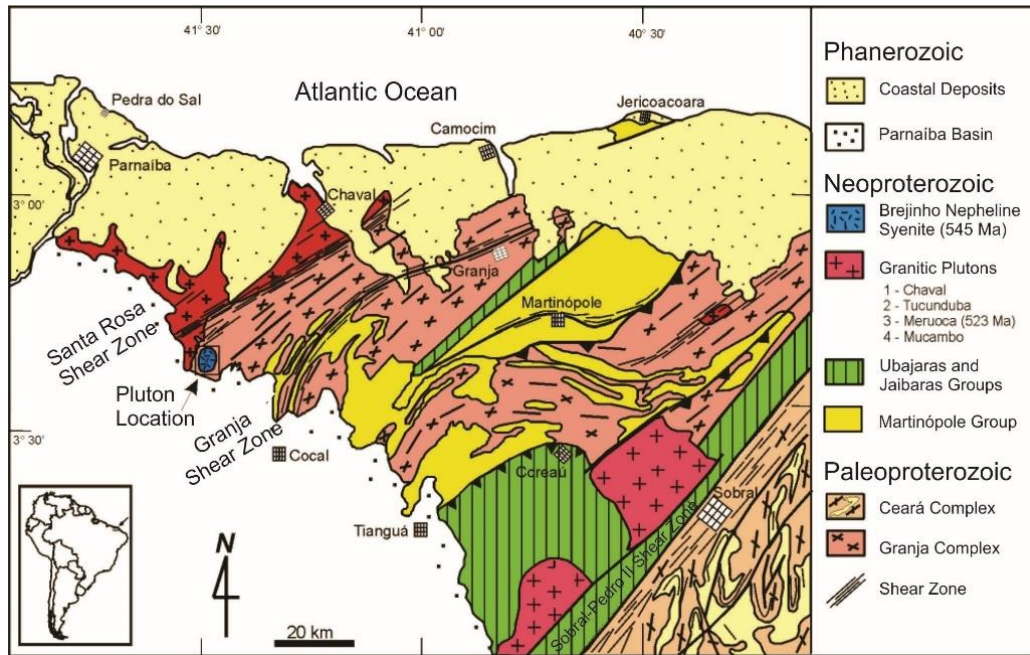 41° 30'
41° 00'
40° 30'
Pedra do Sal
Atlantic Ocean
Jericoacoara
Camocim
Parnaíba
3° 00'
Chaval
Granja
Martinópole
Santa Rosa
Shear Zone
Pluton
Location
Granja
Shear Zone
3° 30'
Cocal
Ccreaú
Sobral
Tianguá
Sobral-Pedro II Shear Zone
N
20 km
Phanerozoic
Coastal Deposits
Parnaíba Basin
Neoproterozoic
Brejinho Nepheline
Syenite (545 Ma)
Granitic Plutons
1 - Chaval
2 - Tucunduba
3 - Meruoca (523 Ma)
4 - Mucambo
Ubajaras and
Jaibaras Groups
Martinópole Group
Paleoproterozoic
Ceará Complex
Granja Complex
Shear Zone